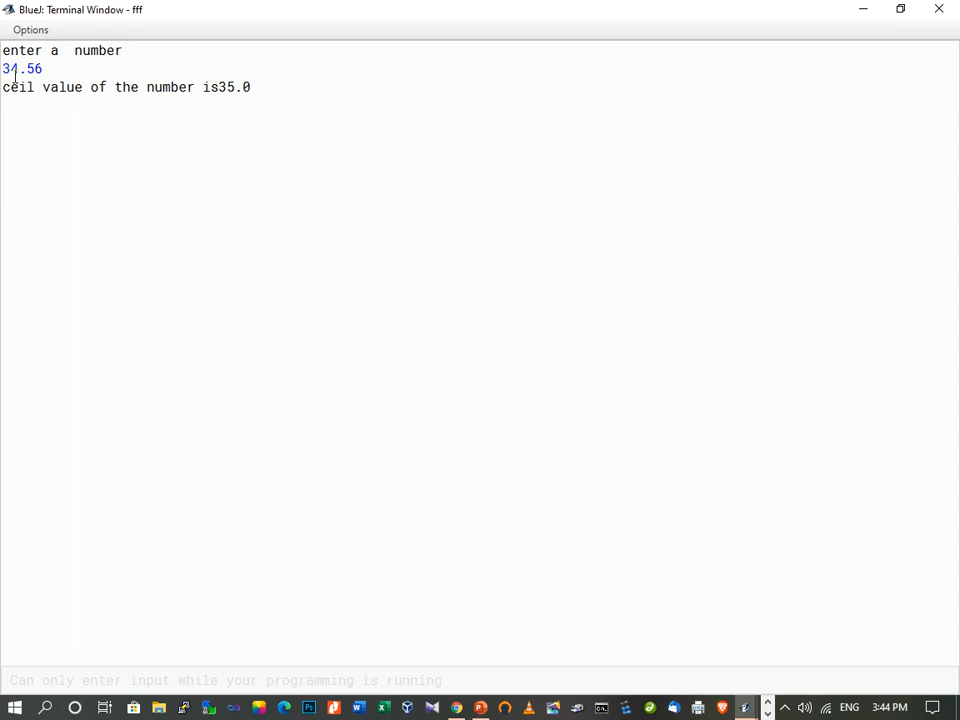 BlueJ: Terminal Window - fff
Options
enter a  number
34.56
ceil value of the number is35.0
Can only enter input while your programming is running
ENG
3:44 PM